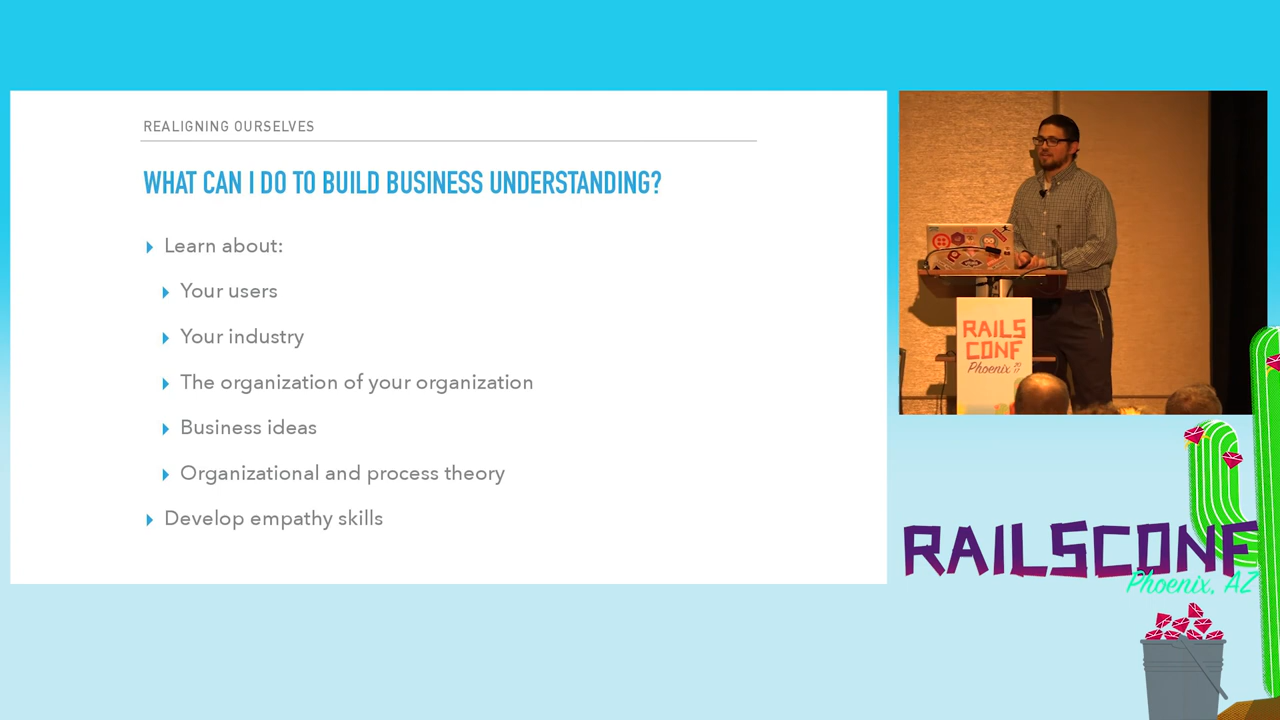 REALIGNING OURSELVES
WHAT CAN I DO TO BUILD BUSINESS UNDERSTANDING?
Learn about:
Your users
Your industry
The organization of your organization
Business ideas
Organizational and process theory
Develop empathy skills
RAILS
CONF
Phoenix 2017
RAILSCONF
Phoenix, AZ